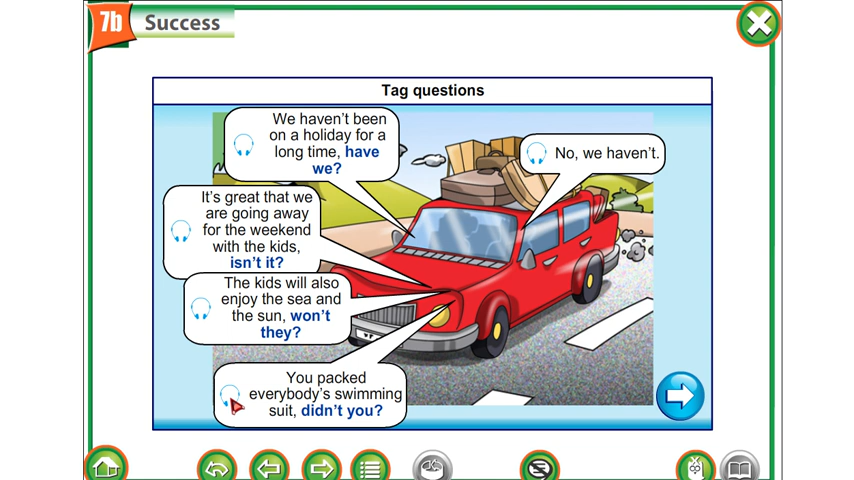 7b Success
Tag questions
We haven't been
on a holiday for a
long time, have
we?
No, we haven't.
It's great that we
are going away
for the weekend
with the kids,
isn't it?
The kids will also
enjoy the sea and
the sun, won't
they?
You packed
everybody's swimming
suit, didn't you?